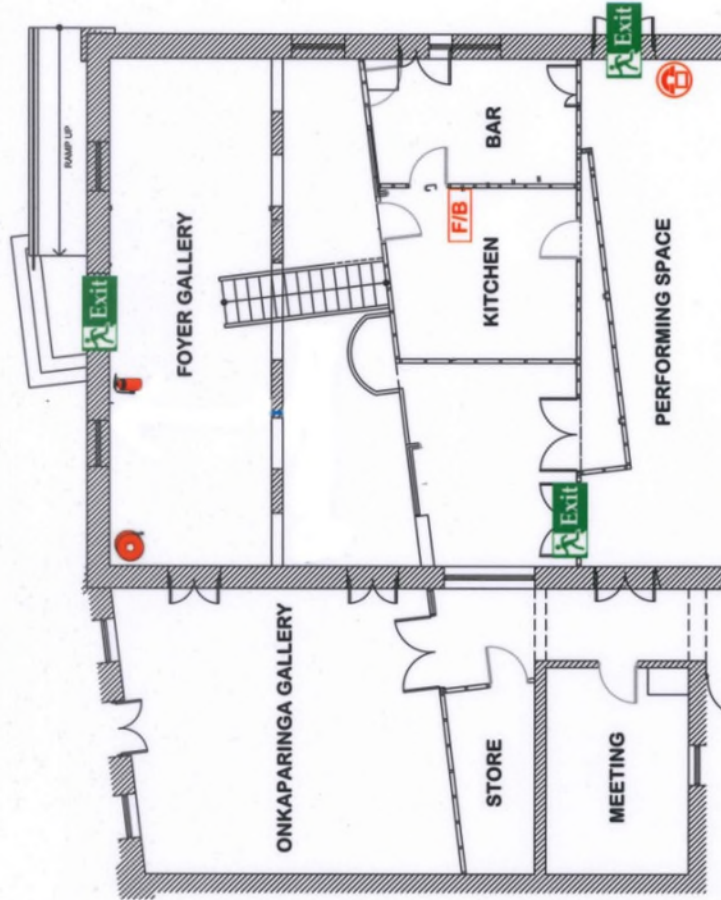 Exit
RAMP UP
BAR
FOYER GALLERY
Exit
F/B
KITCHEN
PERFORMING SPACE
Exit
ONKAPARINGA GALLERY
STORE
MEETING